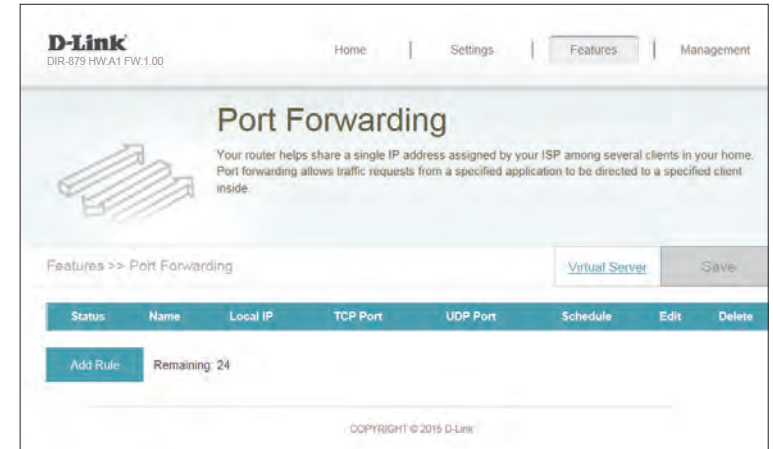 D-Link
DIR-879 HW:A1 FW:1.00
Home | Settings | Features | Management
Port Forwarding
Your router helps share a single IP address assigned by your ISP among several clients in your home.
Port forwarding allows traffic requests from a specified application to be directed to a specified client
inside.
Features >> Port Forwarding
Virtual Server
Save
Status Name Local IP TCP Port UDP Port Schedule Edit Delete
Add Rule Remaining: 24
COPYRIGHT © 2015 D-Link